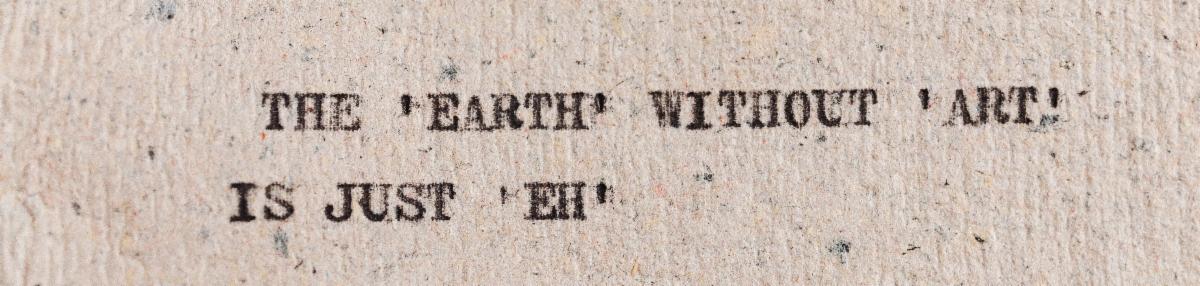 THE 'EARTH' WITHOUT 'ART'
IS JUST 'EH'